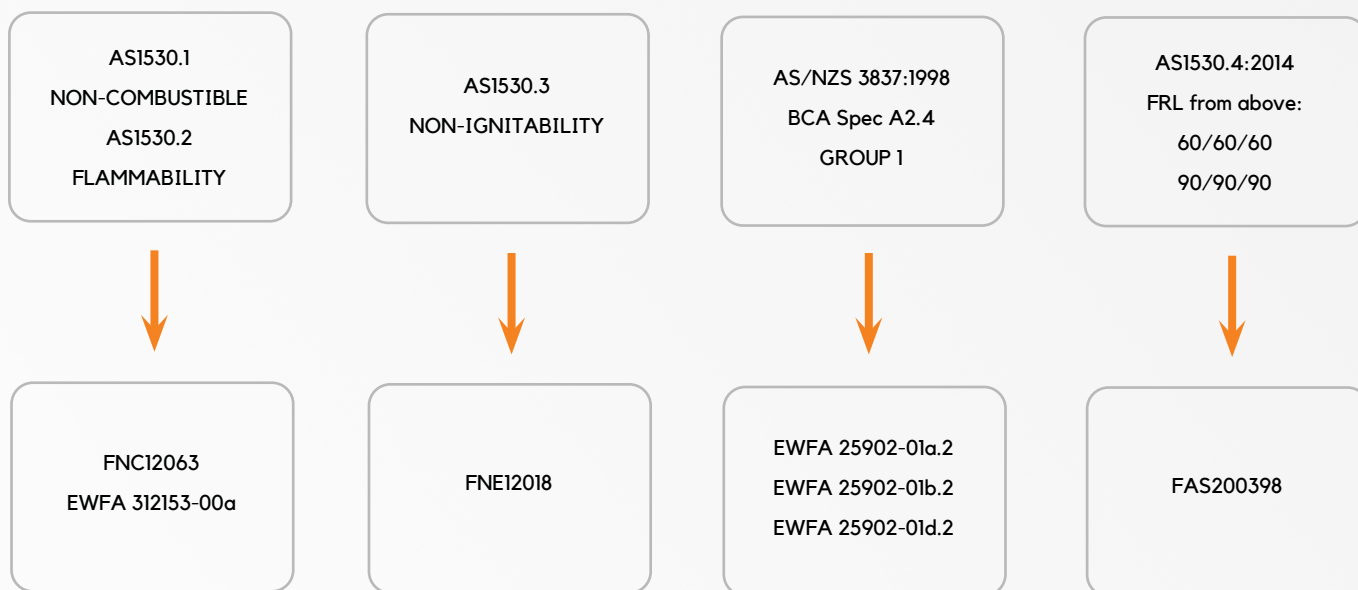 AS1530.1
NON-COMBUSTIBLE
AS1530.2
FLAMMABILITY
AS1530.3
NON-IGNITABILITY
AS/NZS 3837:1998
BCA Spec A2.4
GROUP 1
AS1530.4:2014
FRL from above:
60/60/60
90/90/90
FNC12063
EWFA 312153-00a
FNE12018
EWFA 25902-01a.2
EWFA 25902-01b.2
EWFA 25902-01d.2
FAS200398